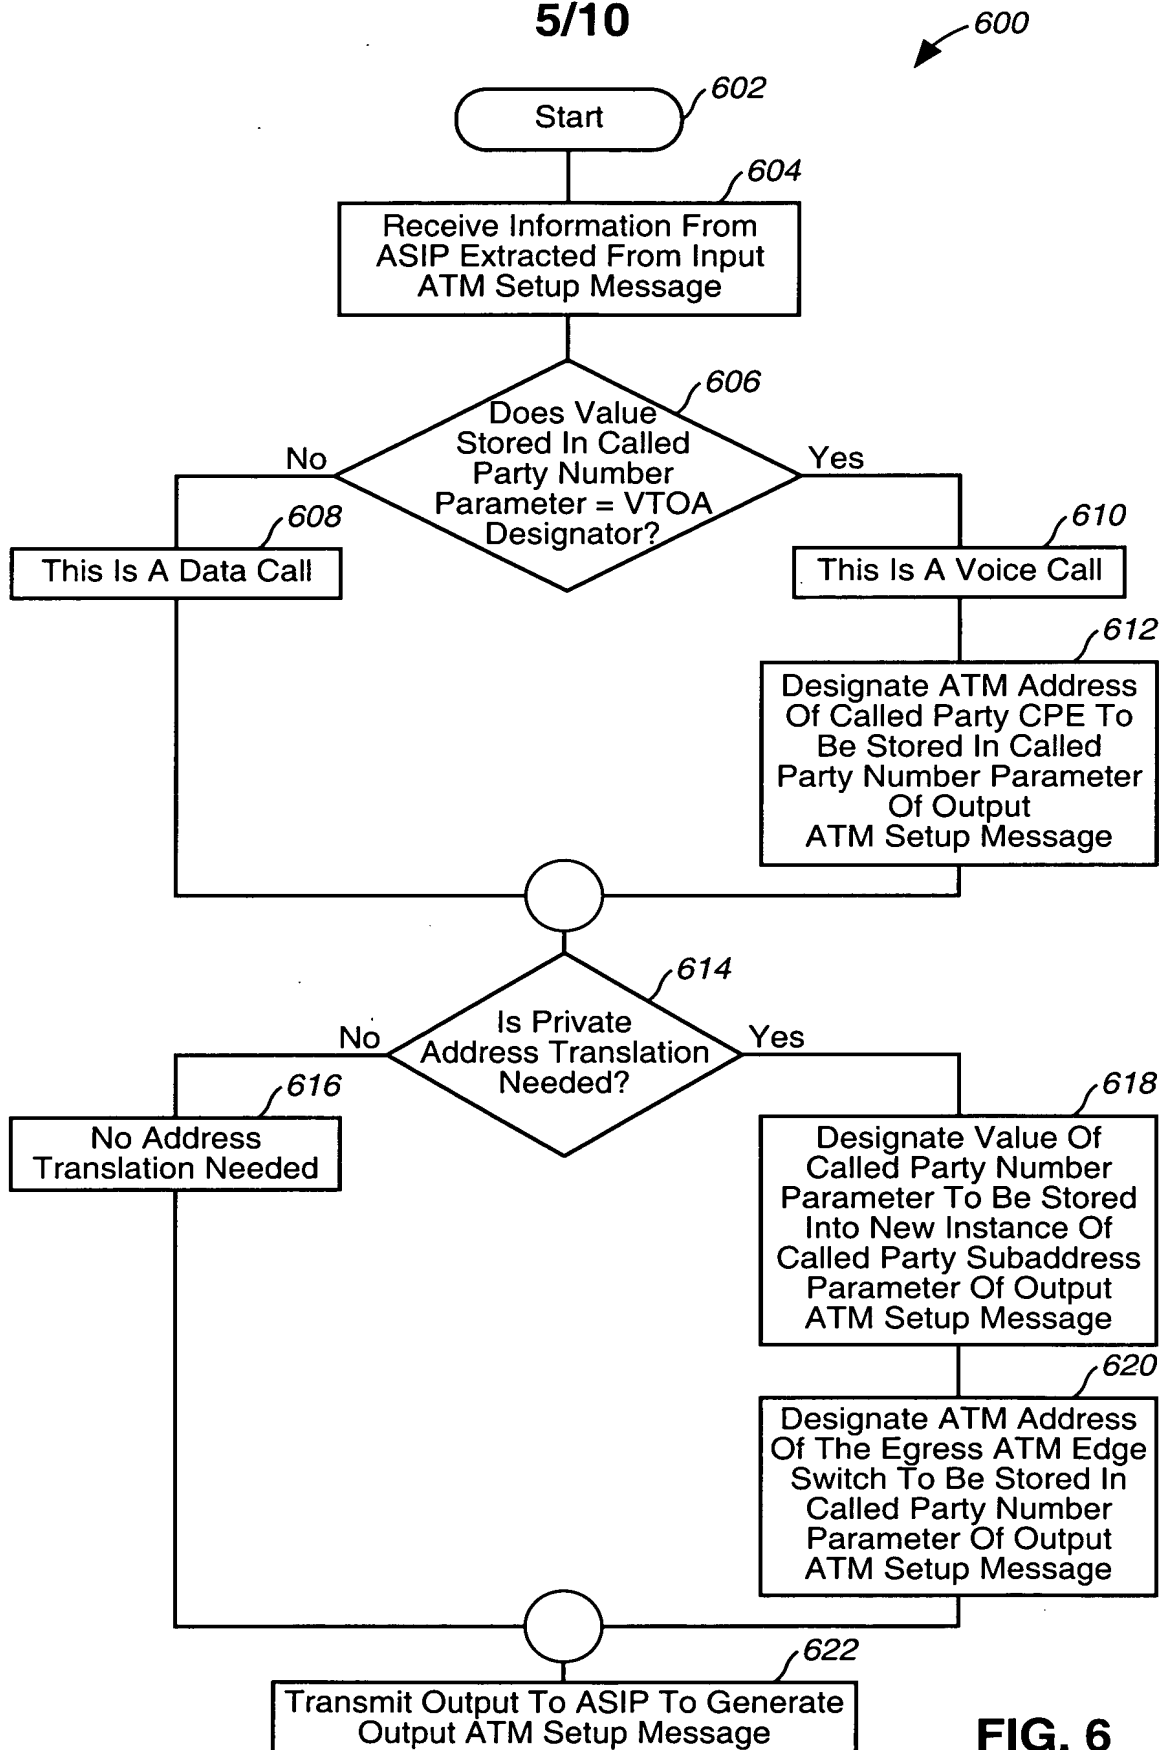 5/10
600
Start
602
604
Receive Information From
ASIP Extracted From Input
ATM Setup Message
606
Does Value
Stored In Called
Party Number
Parameter = VTOA
Designator?
No
Yes
608
This Is A Data Call
610
This Is A Voice Call
612
Designate ATM Address
Of Called Party CPE To
Be Stored In Called
Party Number Parameter
Of Output
ATM Setup Message
614
Is Private
Address Translation
Needed?
No
Yes
616
No Address
Translation Needed
618
Designate Value Of
Called Party Number
Parameter To Be Stored
Into New Instance Of
Called Party Subaddress
Parameter Of Output
ATM Setup Message
620
Designate ATM Address
Of The Egress ATM Edge
Switch To Be Stored In
Called Party Number
Parameter Of Output
ATM Setup Message
622
Transmit Output To ASIP To Generate
Output ATM Setup Message
FIG. 6